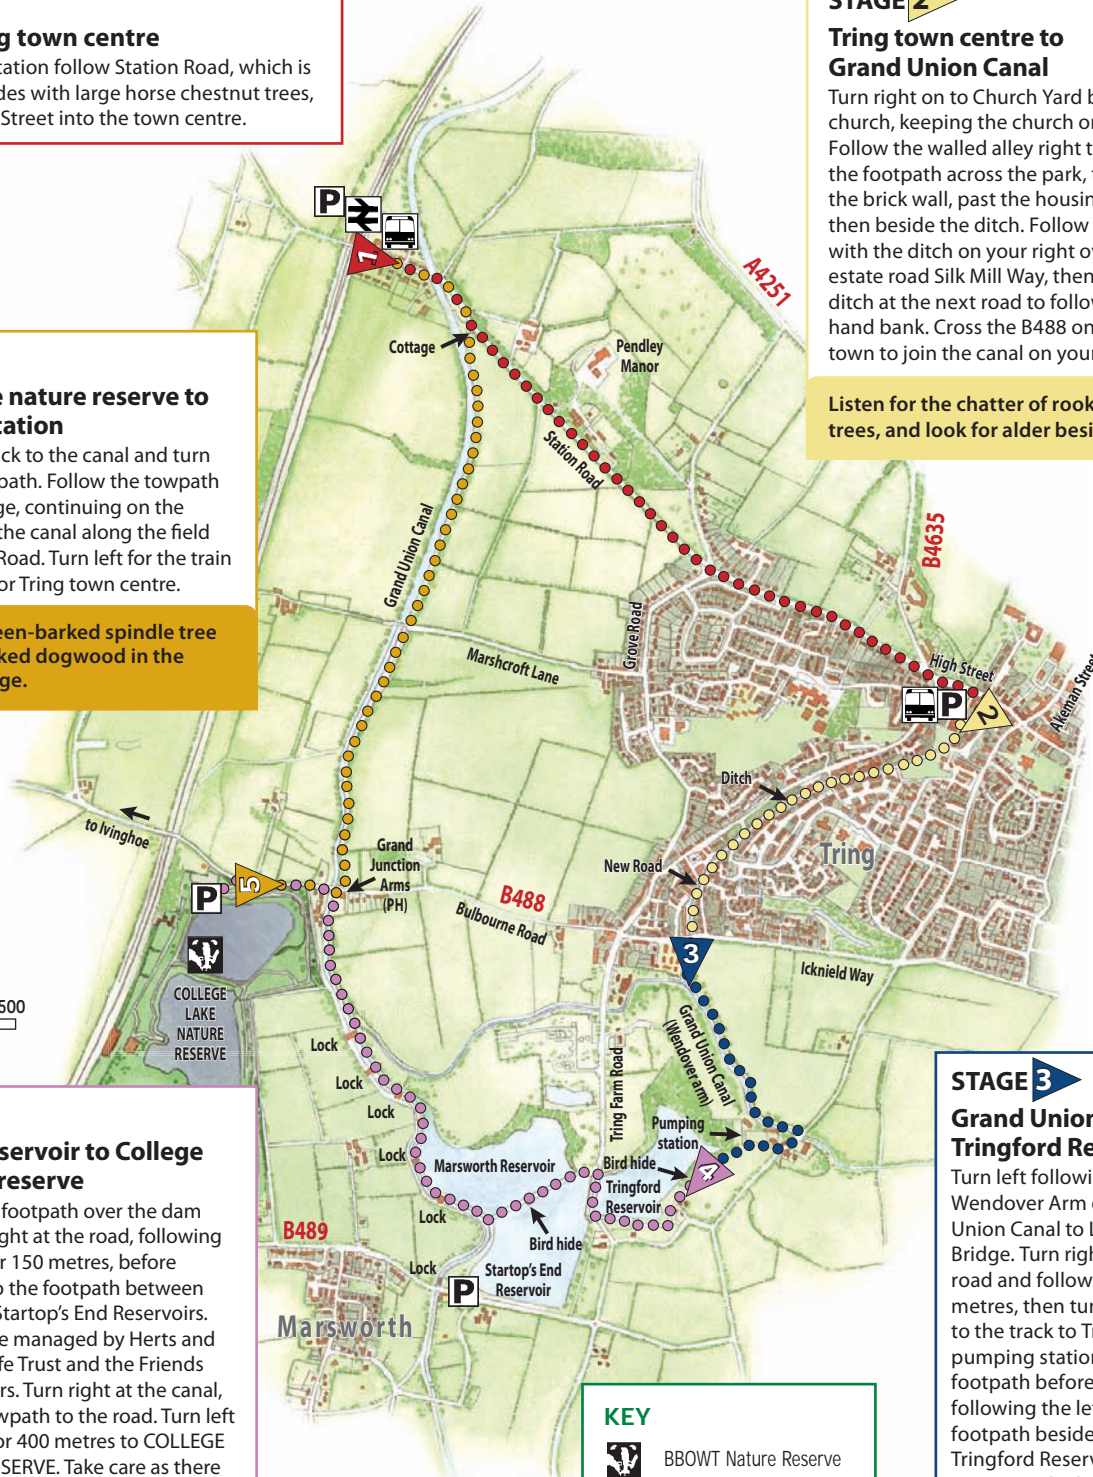 g town centre
tation follow Station Road, which is
des with large horse chestnut trees,
Street into the town centre.
STAGE 2
Tring town centre to
Grand Union Canal
Turn right on to Church Yard b
church, keeping the church on
Follow the walled alley right t
the footpath across the park, 
the brick wall, past the housin
then beside the ditch. Follow
with the ditch on your right ov
estate road Silk Mill Way, then
ditch at the next road to follow
hand bank. Cross the B488 on
town to join the canal on your
Listen for the chatter of rook
trees, and look for alder besi
e nature reserve to
tation
ck to the canal and turn
path. Follow the towpath
ge, continuing on the
the canal along the field
Road. Turn left for the train
or Tring town centre.
een-barked spindle tree
ked dogwood in the
ge.
P
1
A4251
Cottage
Pendley
Manor
Station Road
Grand Union Canal
B4635
Grove Road
Marshcroft Lane
High Street
Akeman Street
P
2
Ditch
to Ivinghoe
Tring
Grand
Junction
Arms
(PH)
New Road
P
5
B488
Bulbourne Road
3
Icknield Way
COLLEGE
LAKE
NATURE
RESERVE
500
Grand Union Canal
(Wendover arm)
Lock
Lock
Lock
Lock
Lock
Lock
Tring Farm Road
Pumping
station
Bird hide
4
Marsworth Reservoir
Tringford
Reservoir
Bird hide
B489
Startop's End
Reservoir
P
Marsworth
servoir to College
reserve
footpath over the dam
ght at the road, following
r 150 metres, before
o the footpath between
Startop's End Reservoirs.
e managed by Herts and
fe Trust and the Friends
rs. Turn right at the canal,
wpath to the road. Turn left
or 400 metres to COLLEGE
SERVE. Take care as there
STAGE 3
Grand Union
Tringford Re
Turn left followi
Wendover Arm o
Union Canal to L
Bridge. Turn righ
road and follow
metres, then tur
to the track to Tr
pumping station
footpath before
following the lef
footpath beside
Tringford Reserv
KEY
BBOWT Nature Reserve